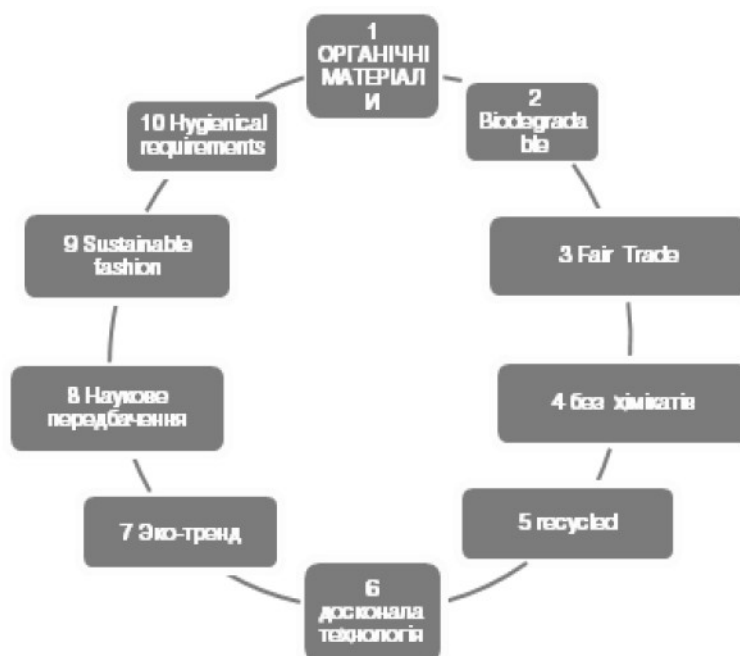 1
ОРГАНІЧНІ
МАТЕРІАЛ
И
2
Biodegrada
ble
3 Fair Trade
4 без хімікатів
5 recycled
6
досконала
технологія
7 Эко-тренд
8 Наукове
передбачення
9 Sustainable
fashion
10 Hygienical
requirements